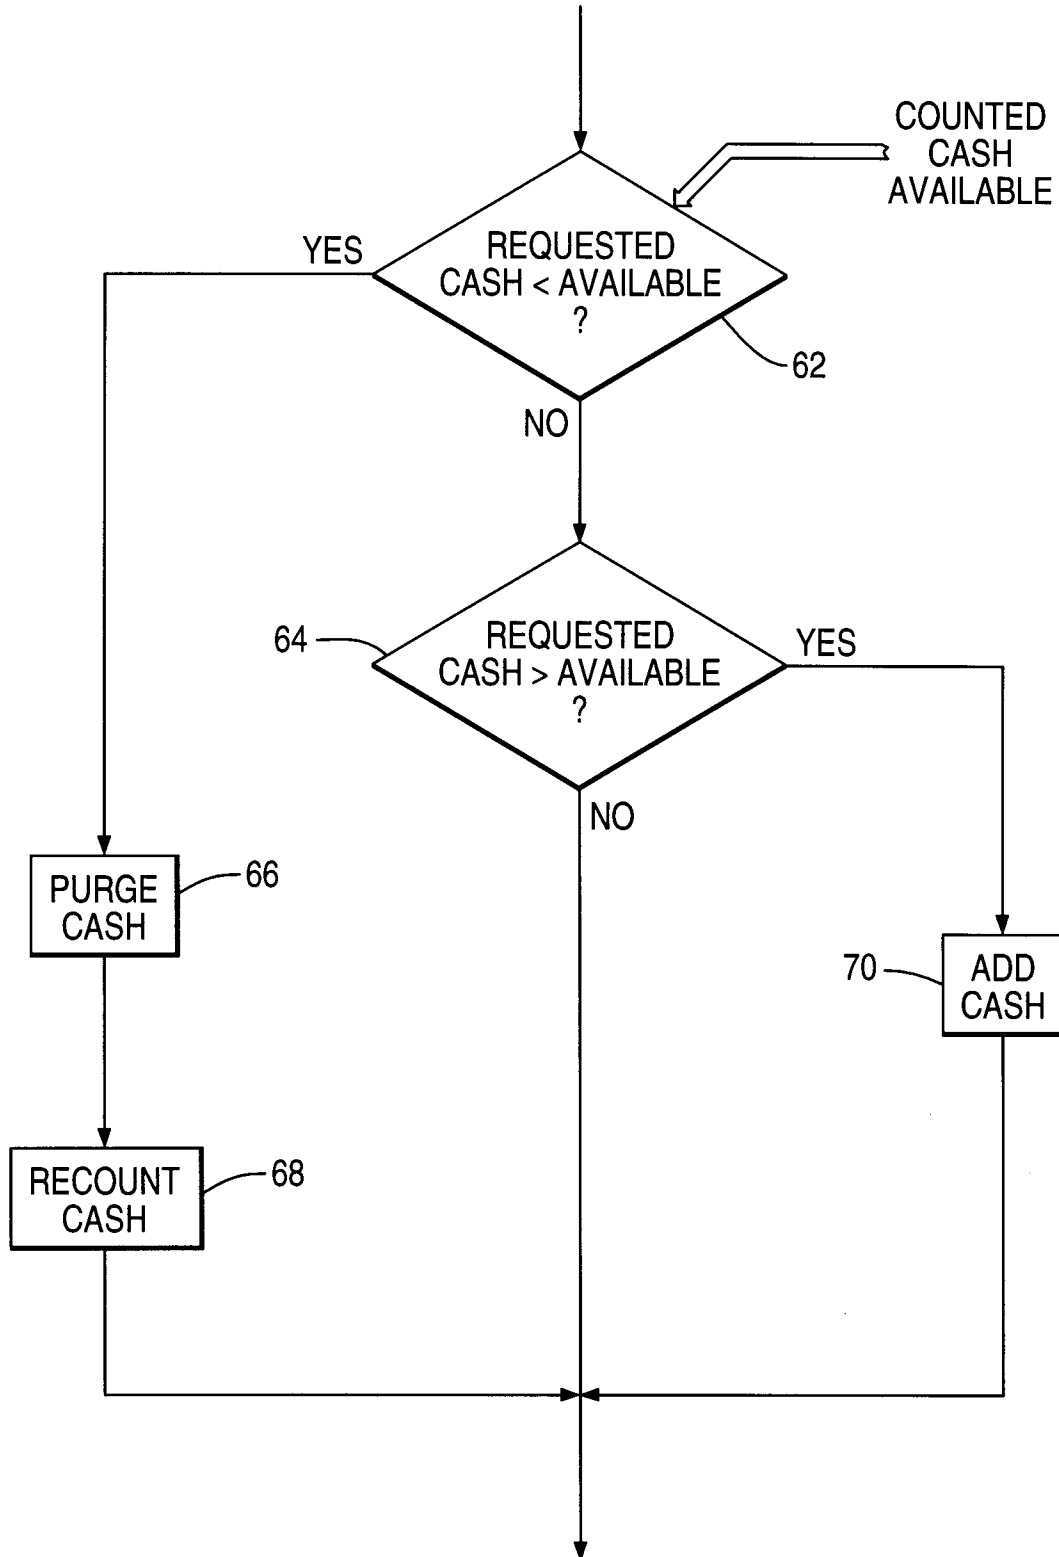 COUNTED
CASH
AVAILABLE
YES
REQUESTED
CASH < AVAILABLE
?
62
NO
64
REQUESTED
CASH > AVAILABLE
?
YES
NO
PURGE
CASH
66
70
ADD
CASH
RECOUNT
CASH
68